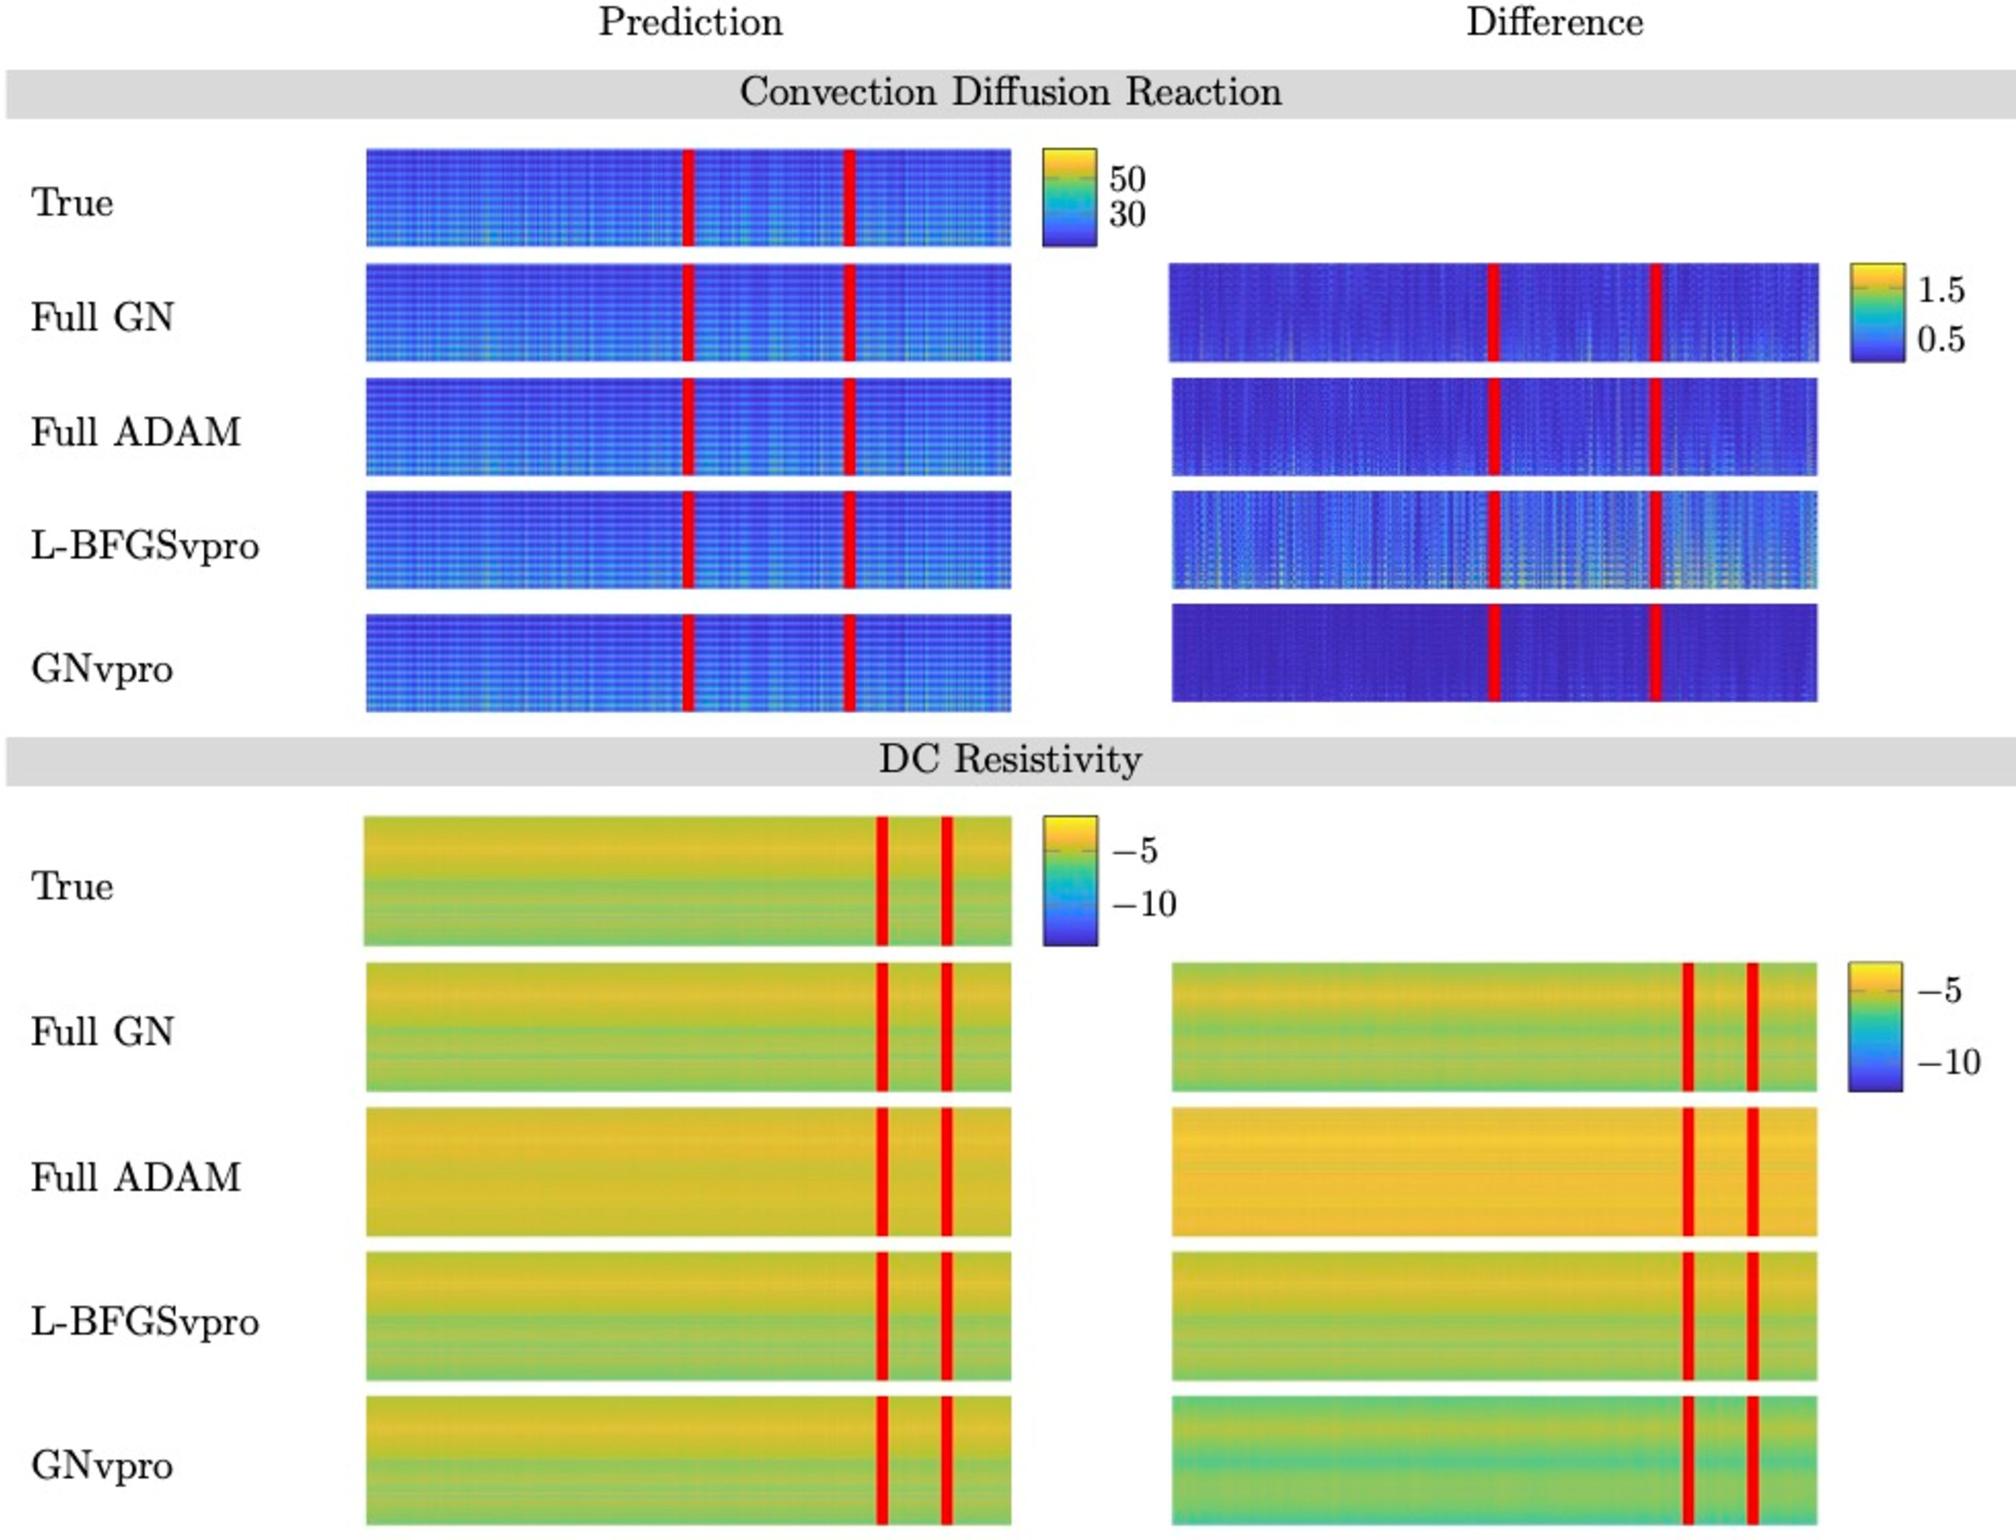 Prediction Difference
Convection Diffusion Reaction
True
50
30
Full GN
1.5
0.5
Full ADAM
L-BFGSvpro
GNvpro
DC Resistivity
True
−5
−10
Full GN
−5
−10
Full ADAM
L-BFGSvpro
GNvpro